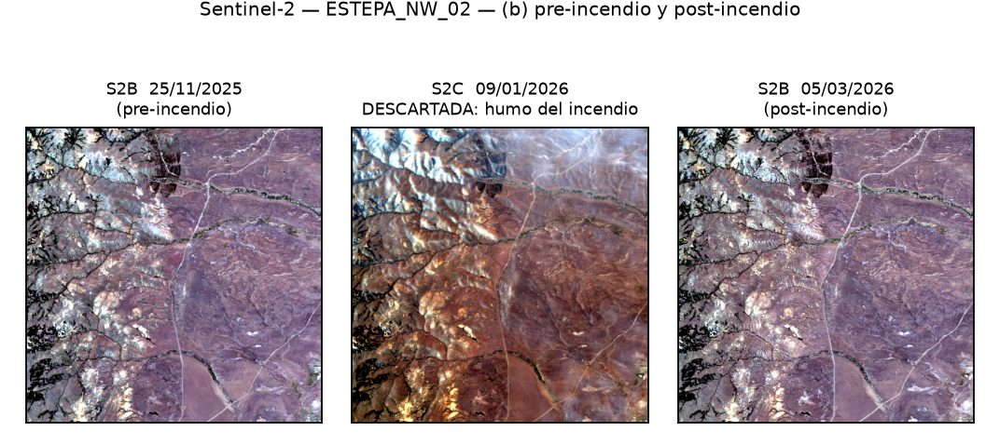 Sentinel-2 — ESTEPA_NW_02 — (b) pre-incendio y post-incendio
S2B  25/11/2025
(pre-incendio)
S2C  09/01/2026
DESCARTADA: humo del incendio
S2B  05/03/2026
(post-incendio)